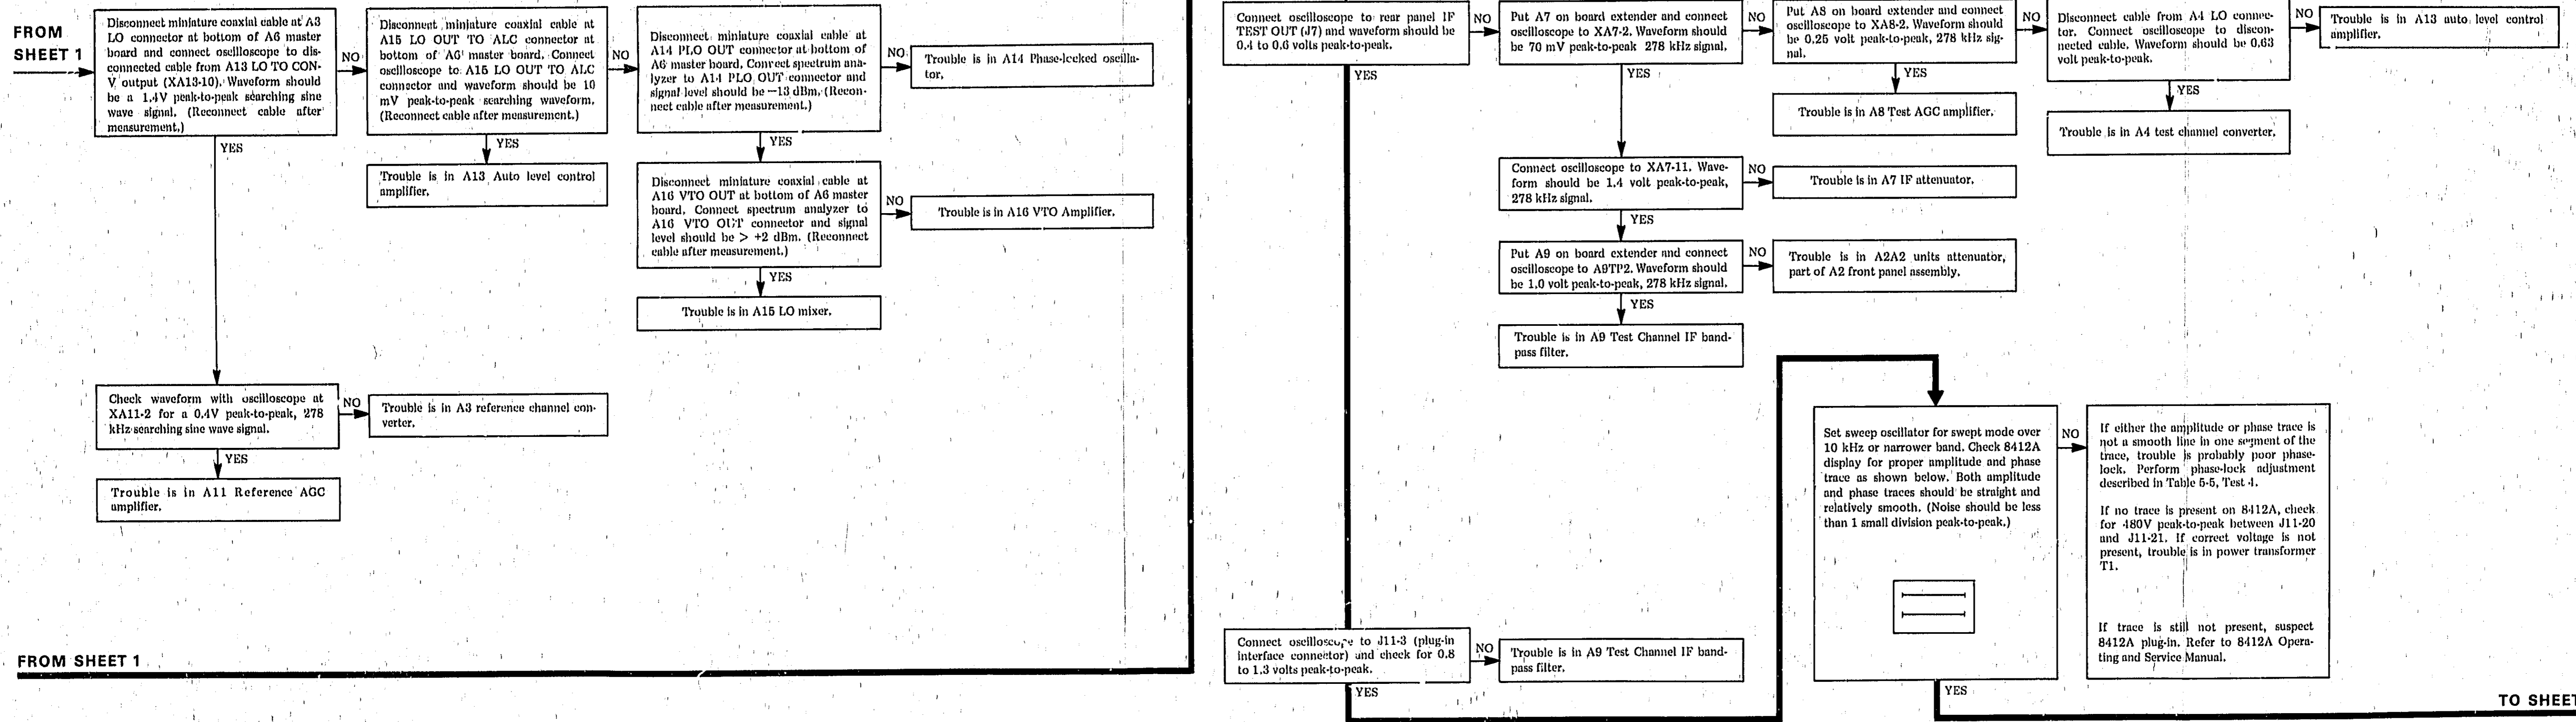 FROM
SHEET 1
Disconnect miniature coaxial cable at A3
LO connector at bottom of A6 master
board and connect oscilloscope to dis-
connected cable from A13 LO TO CON-
V output (XA13-10). Waveform should
be a 1.4V peak-to-peak searching sine
wave signal. (Reconnect cable after
measurement.)
NO
Disconnect miniature coaxial cable at
A15 LO OUT TO ALC connector at
bottom of A6 master board. Connect
oscilloscope to A15 LO OUT TO ALC
connector and waveform should be 10
mV peak-to-peak searching waveform.
(Reconnect cable after measurement.)
NO
Disconnect miniature coaxial cable at
A14 PLO OUT connector at bottom of
A6 master board. Connect spectrum ana-
lyzer to A14 PLO OUT connector and
signal level should be −13 dBm. (Recon-
nect cable after measurement.)
NO
Trouble is in A14 Phase-locked oscilla-
tor.
YES
YES
YES
Trouble is in A13 Auto level control
amplifier.
Disconnect miniature coaxial cable at
A16 VTO OUT at bottom of A6 master
board. Connect spectrum analyzer to
A16 VTO OUT connector and signal
level should be > +2 dBm. (Reconnect
cable after measurement.)
NO
Trouble is in A16 VTO Amplifier.
YES
Trouble is in A15 LO mixer.
Check waveform with oscilloscope at
XA11-2 for a 0.4V peak-to-peak, 278
kHz searching sine wave signal.
NO
Trouble is in A3 reference channel con-
verter.
YES
Trouble is in A11 Reference AGC
amplifier.
FROM SHEET 1
Connect oscilloscope to rear panel IF
TEST OUT (J7) and waveform should be
0.4 to 0.6 volts peak-to-peak.
NO
Put A7 on board extender and connect
oscilloscope to XA7-2. Waveform should
be 70 mV peak-to-peak 278 kHz signal.
NO
Put A8 on board extender and connect
oscilloscope to XA8-2. Waveform should
be 0.25 volt peak-to-peak, 278 kHz sig-
nal.
NO
Disconnect cable from A4 LO connec-
tor. Connect oscilloscope to discon-
nected cable. Waveform should be 0.63
volt peak-to-peak.
NO
Trouble is in A13 auto level control
amplifier.
YES
YES
YES
YES
Trouble is in A8 Test AGC amplifier.
Trouble is in A4 test channel converter.
Connect oscilloscope to XA7-11. Wave-
form should be 1.4 volt peak-to-peak,
278 kHz signal.
NO
Trouble is in A7 IF attenuator.
YES
Put A9 on board extender and connect
oscilloscope to A9TP2. Waveform should
be 1.0 volt peak-to-peak, 278 kHz signal.
NO
Trouble is in A2A2 units attenuator,
part of A2 front panel assembly.
YES
Trouble is in A9 Test Channel IF band-
pass filter.
Connect oscilloscope to J11-3 (plug-in
interface connector) and check for 0.8
to 1.3 volts peak-to-peak.
NO
Trouble is in A9 Test Channel IF band-
pass filter.
YES
Set sweep oscillator for swept mode over
10 kHz or narrower band. Check 8412A
display for proper amplitude and phase
trace as shown below. Both amplitude
and phase traces should be straight and
relatively smooth. (Noise should be less
than 1 small division peak-to-peak.)
NO
If either the amplitude or phase trace is
not a smooth line in one segment of the
trace, trouble is probably poor phase-
lock. Perform phase-lock adjustment
described in Table 5-5, Test 4.
If no trace is present on 8412A, check
for 480V peak-to-peak between J11-20
and J11-21. If correct voltage is not
present, trouble is in power transformer
T1.
If trace is still not present, suspect
8412A plug-in. Refer to 8412A Opera-
ting and Service Manual.
YES
TO SHEET